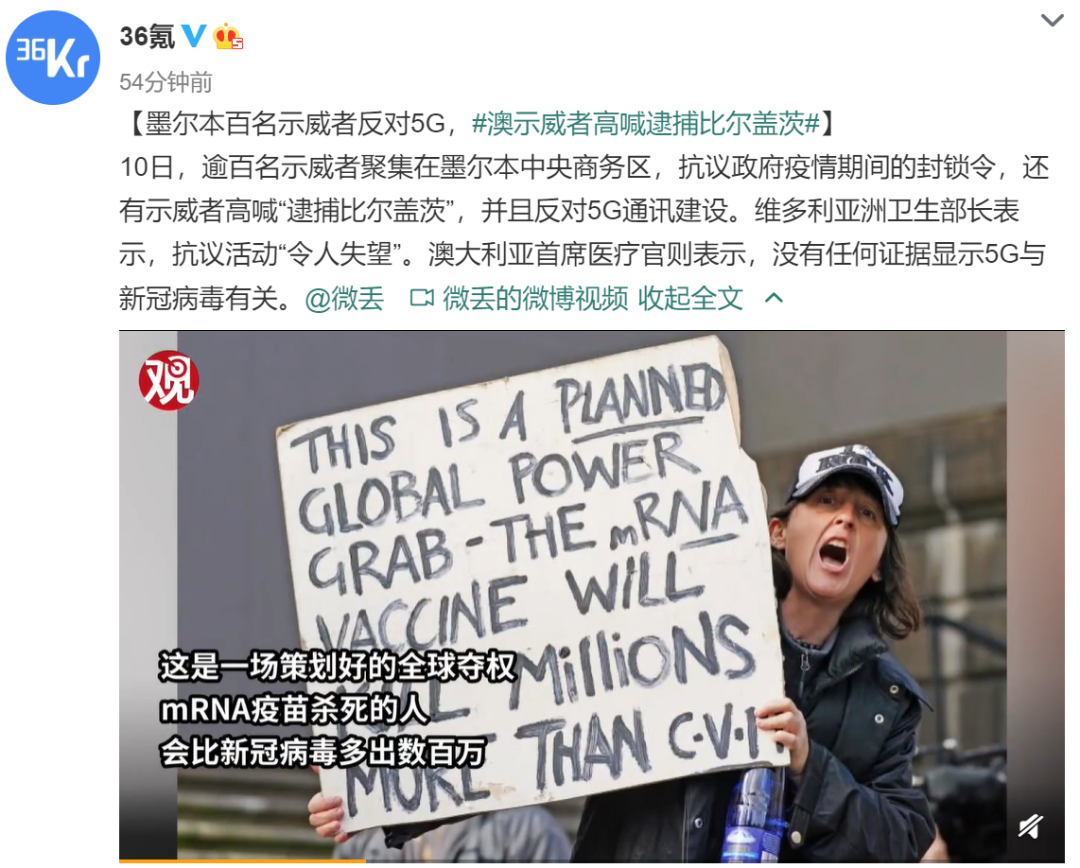 36Kr
36氪
54分钟前
【墨尔本百名示威者反对5G，#澳示威者高喊逮捕比尔盖茨#】
10日，逾百名示威者聚集在墨尔本中央商务区，抗议政府疫情期间的封锁令，还
有示威者高喊“逮捕比尔盖茨”，并且反对5G通讯建设。维多利亚洲卫生部长表
示，抗议活动“令人失望”。澳大利亚首席医疗官则表示，没有任何证据显示5G与
新冠病毒有关。@微丢 微丢的微博视频 收起全文
观
THIS IS A PLANNED
GLOBAL POWER
GRAB - THE mRNA
VACCINE WILL
KILL MilliONS
MORE THAN C.V.19
这是一场策划好的全球夺权
mRNA疫苗杀死的人
会比新冠病毒多出数百万